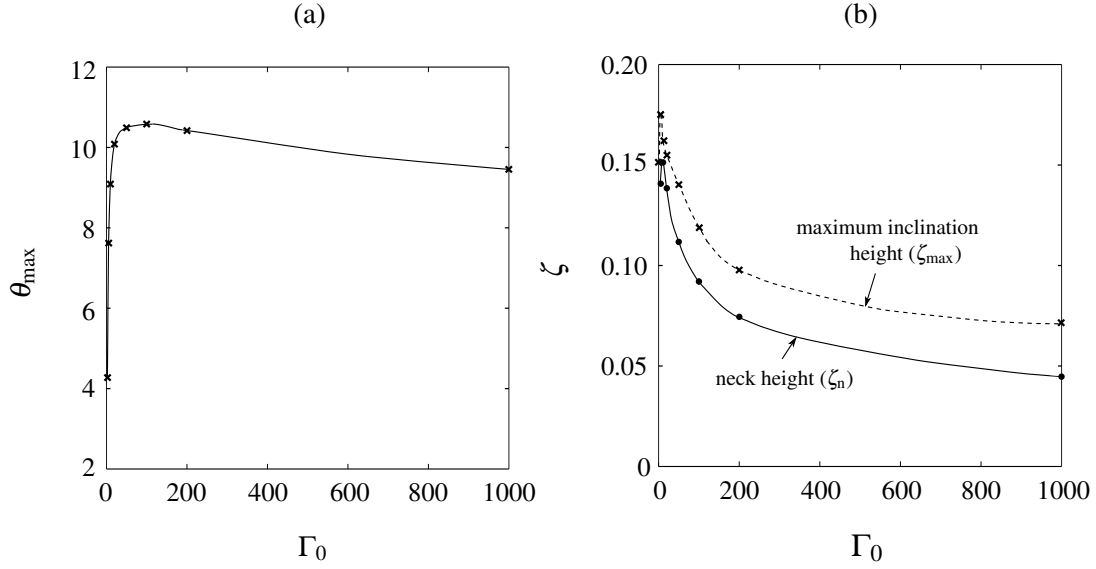 (a)
(b)
12
10
8
6
4
2
θmax
0 200 400 600 800 1000
Γ0
0.20
0.15
0.10
0.05
0
ζ
maximum inclination
height (ζmax)
neck height (ζn)
0 200 400 600 800 1000
Γ0